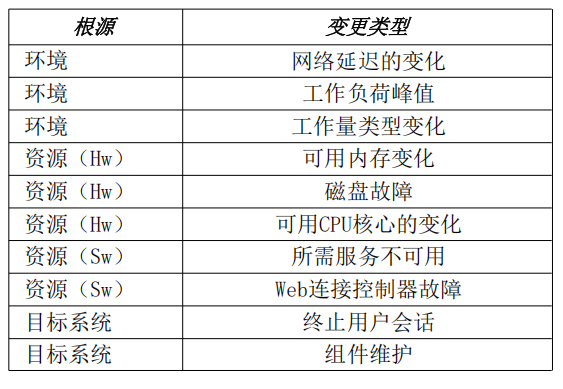 根源 变更类型
环境 网络延迟的变化
环境 工作负荷峰值
环境 工作量类型变化
资源（Hw） 可用内存变化
资源（Hw） 磁盘故障
资源（Hw） 可用CPU核心的变化
资源（Sw） 所需服务不可用
资源（Sw） Web连接控制器故障
目标系统 终止用户会话
目标系统 组件维护